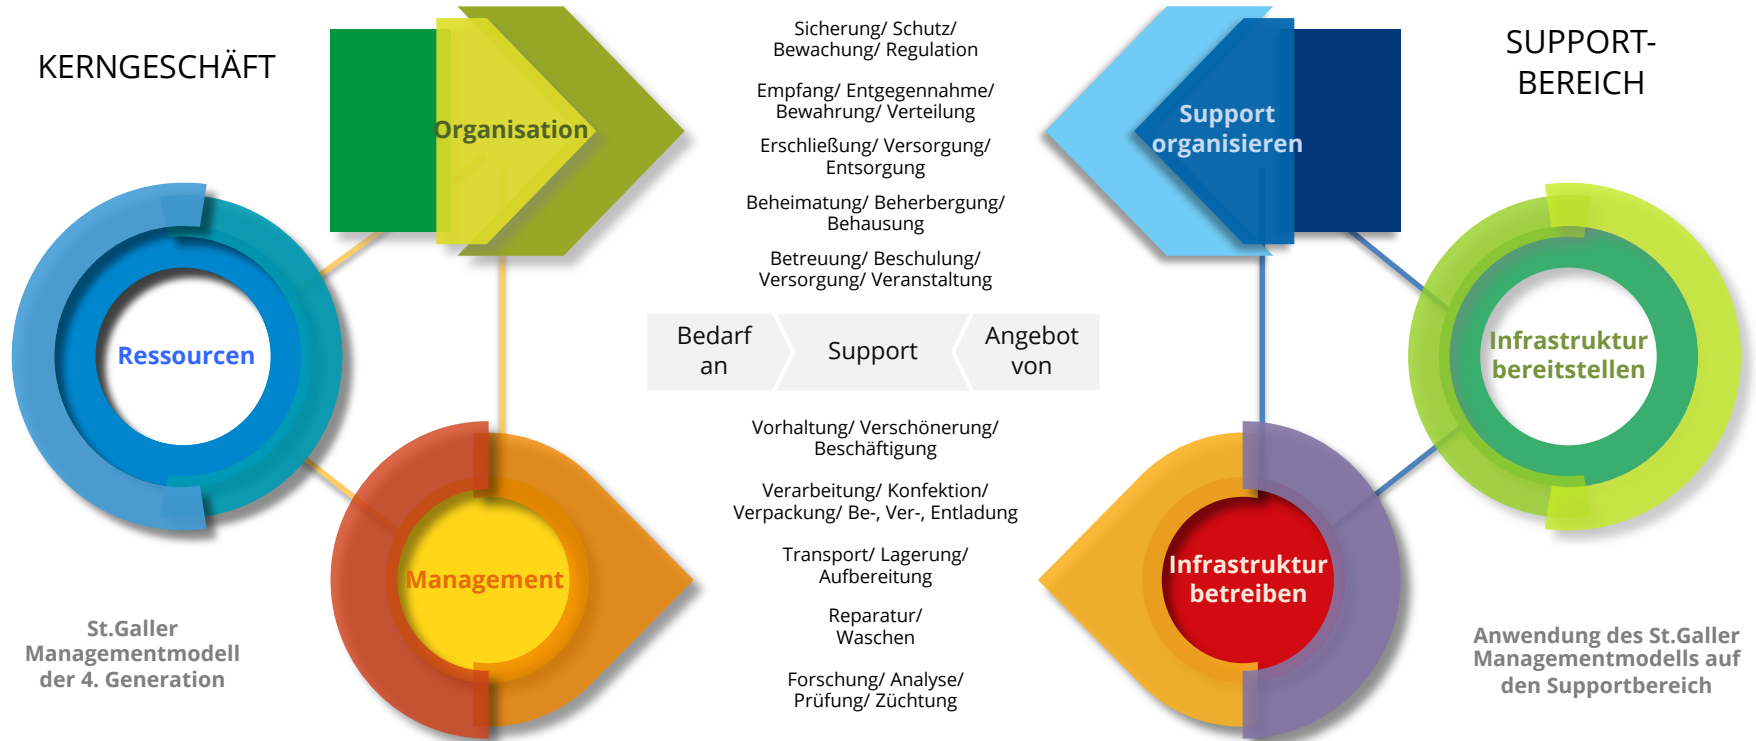 KERNGESCHÄFT
Organisation
Ressourcen
Management
St.Galler
Managementmodell
der 4. Generation
Sicherung/ Schutz/
Bewachung/ Regulation
Empfang/ Entgegennahme/
Bewahrung/ Verteilung
Erschließung/ Versorgung/
Entsorgung
Beheimatung/ Beherbergung/
Behausung
Betreuung/ Beschulung/
Versorgung/ Veranstaltung
Bedarf
an
Support
Angebot
von
Vorhaltung/ Verschönerung/
Beschäftigung
Verarbeitung/ Konfektion/
Verpackung/ Be-, Ver-, Entladung
Transport/ Lagerung/
Aufbereitung
Reparatur/
Waschen
Forschung/ Analyse/
Prüfung/ Züchtung
SUPPORT-
BEREICH
Support
organisieren
Infrastruktur
bereitstellen
Infrastruktur
betreiben
Anwendung des St.Galler
Managementmodells auf
den Supportbereich